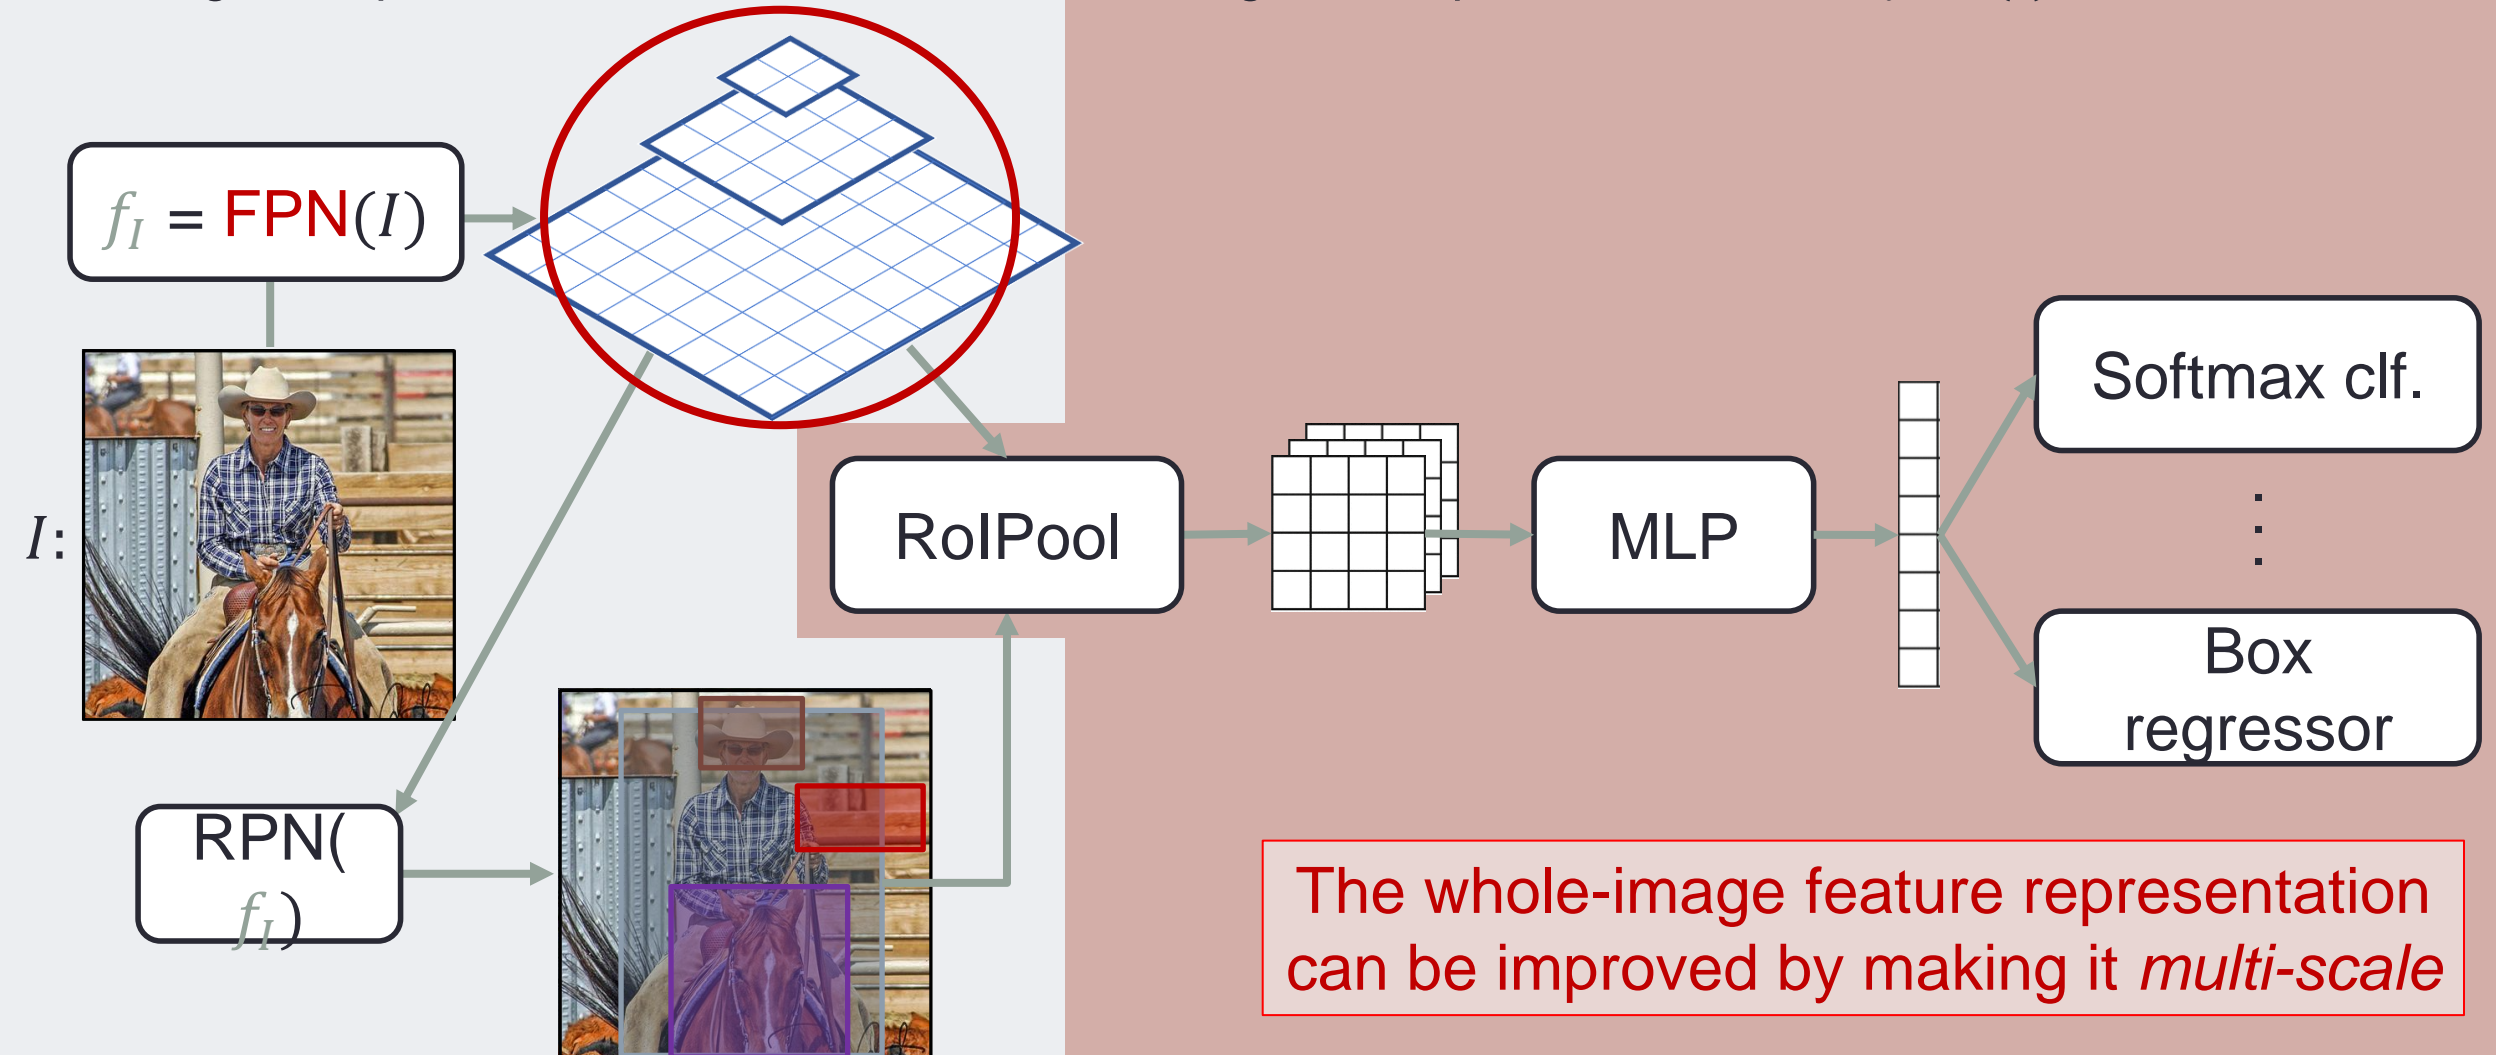 f_I = FPN(I)
I:
RoIPool
MLP
Softmax clf.
:
Box
regressor
RPN(
f_I)
The whole-image feature representation
can be improved by making it multi-scale